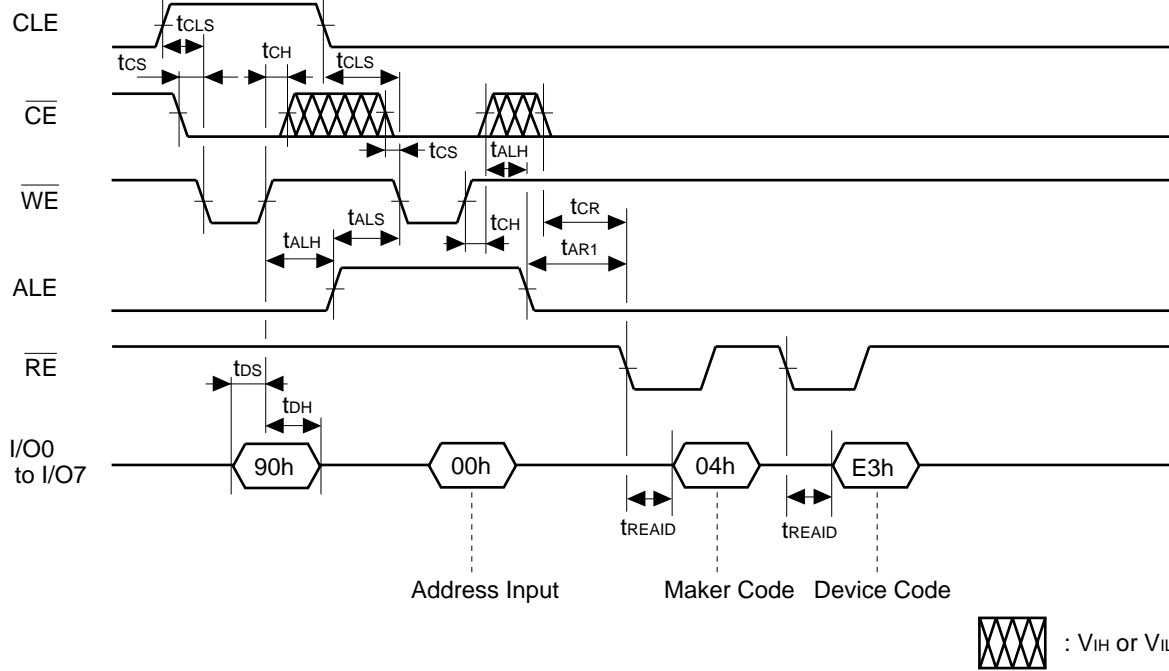 CLE
tCLS
tCH
tCLS
tCS
CE
tCS
tALH
WE
tCR
tALS
tCH
tALH
tAR1
ALE
RE
tDS
tDH
I/O0
to I/O7
90h
00h
04h
E3h
tREAID
tREAID
Address Input
Maker Code
Device Code
: VIH or VIL